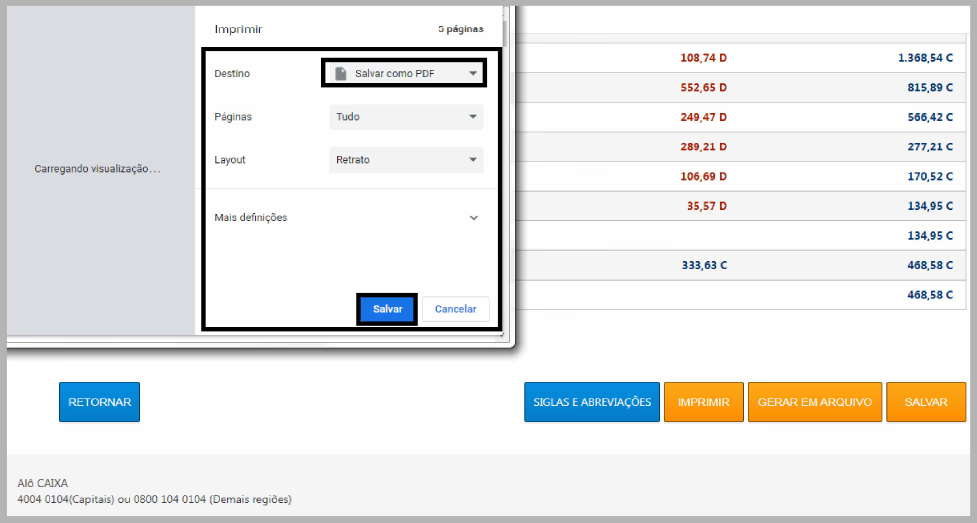 Imprimir 5 páginas
Destino Salvar como PDF
Páginas Tudo
Layout Retrato
Mais definições
Salvar Cancelar
Carregando visualização...
108,74 D 1.368,54 C
552,65 D 815,89 C
249,47 D 566,42 C
289,21 D 277,21 C
106,69 D 170,52 C
35,57 D 134,95 C
134,95 C
333,63 C 468,58 C
468,58 C
RETORNAR SIGLAS E ABREVIAÇÕES IMPRIMIR GERAR EM ARQUIVO SALVAR
Alô CAIXA
4004 0104(Capitais) ou 0800 104 0104 (Demais regiões)